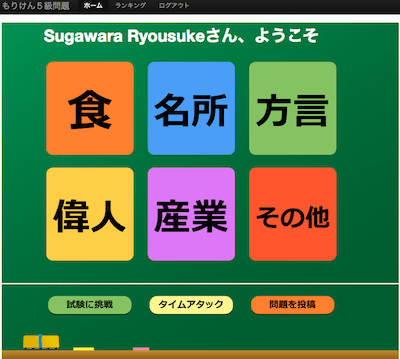 もりけん５級問題 ホーム ランキング ログアウト
Sugawara Ryousukeさん、ようこそ
食 名所 方言
偉人 産業 その他
試験に挑戦 タイムアタック 問題を投稿